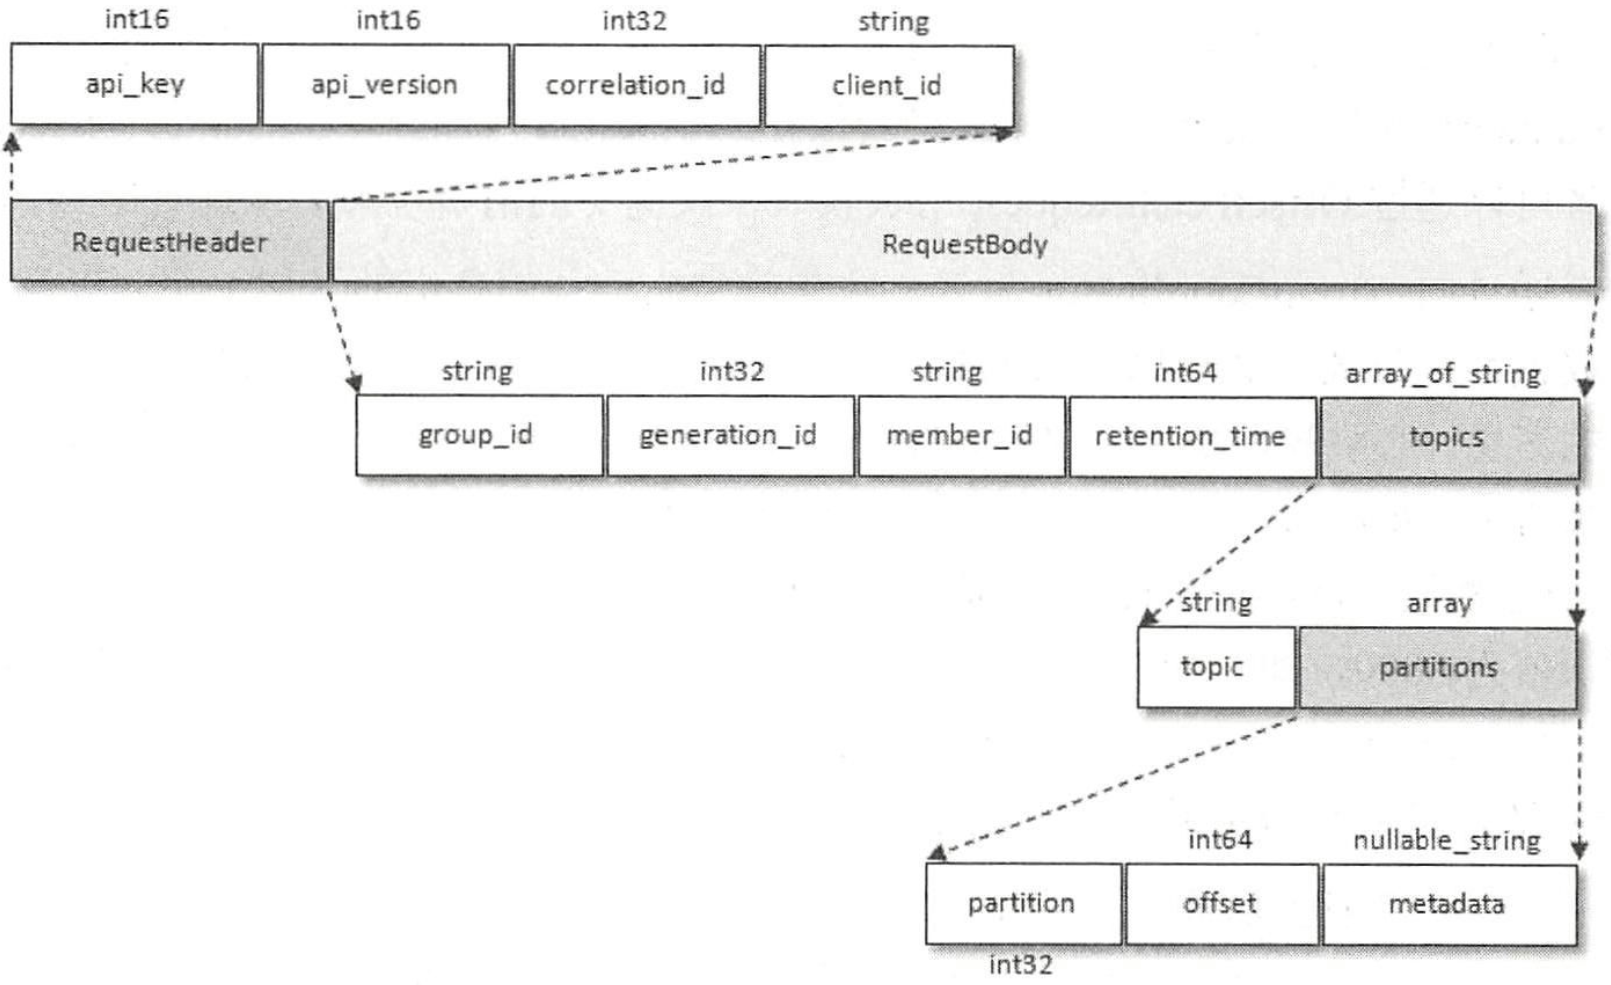 int16 int16 int32 string
api_key api_version correlation_id client_id
RequestHeader RequestBody
string int32 string int64 array_of_string
group_id generation_id member_id retention_time topics
string array
topic partitions
int64 nullable_string
partition offset metadata
int32